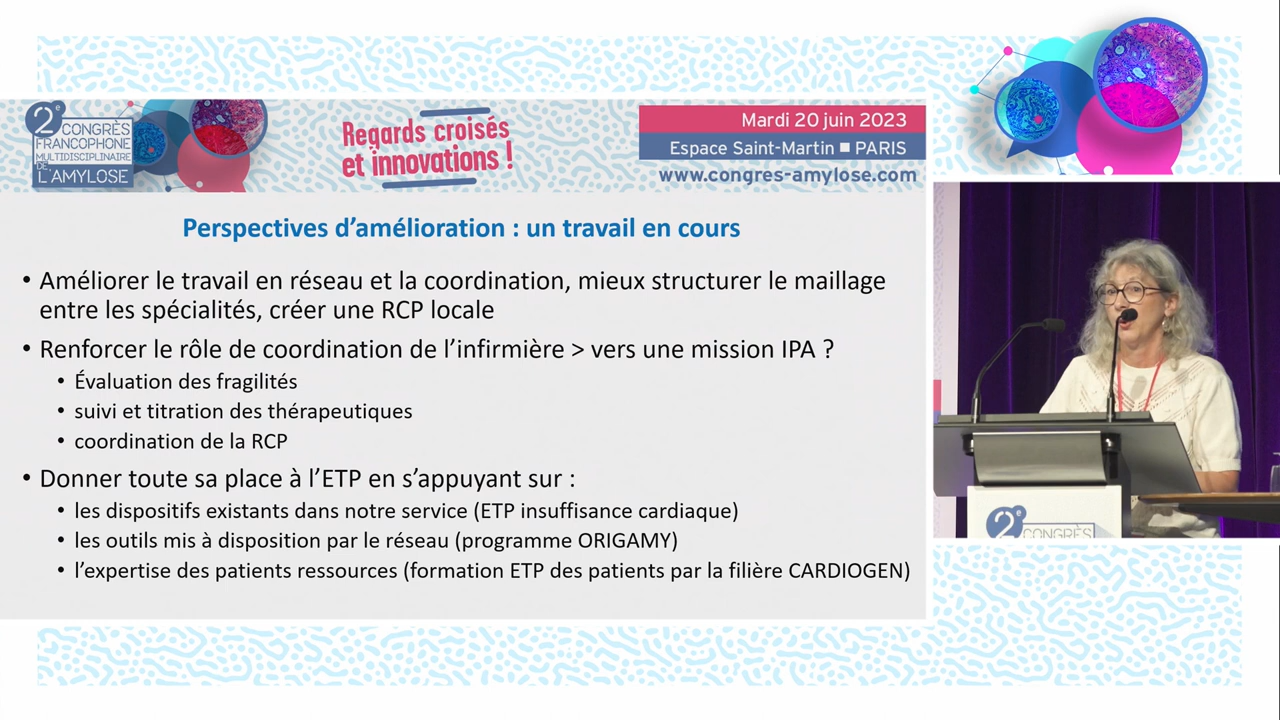 2e CONGRÈS
FRANCOPHONE
MULTIDISCIPLINAIRE
DE L'AMYLOSE
Regards croisés
et innovations !
Mardi 20 juin 2023
Espace Saint-Martin ■ PARIS
www.congres-amylose.com
Perspectives d’amélioration : un travail en cours
• Améliorer le travail en réseau et la coordination, mieux structurer le maillage
entre les spécialités, créer une RCP locale
• Renforcer le rôle de coordination de l’infirmière > vers une mission IPA ?
• Évaluation des fragilités
• suivi et titration des thérapeutiques
• coordination de la RCP
• Donner toute sa place à l’ETP en s’appuyant sur :
• les dispositifs existants dans notre service (ETP insuffisance cardiaque)
• les outils mis à disposition par le réseau (programme ORIGAMY)
• l’expertise des patients ressources (formation ETP des patients par la filière CARDIOGEN)
2e CONGRÈS